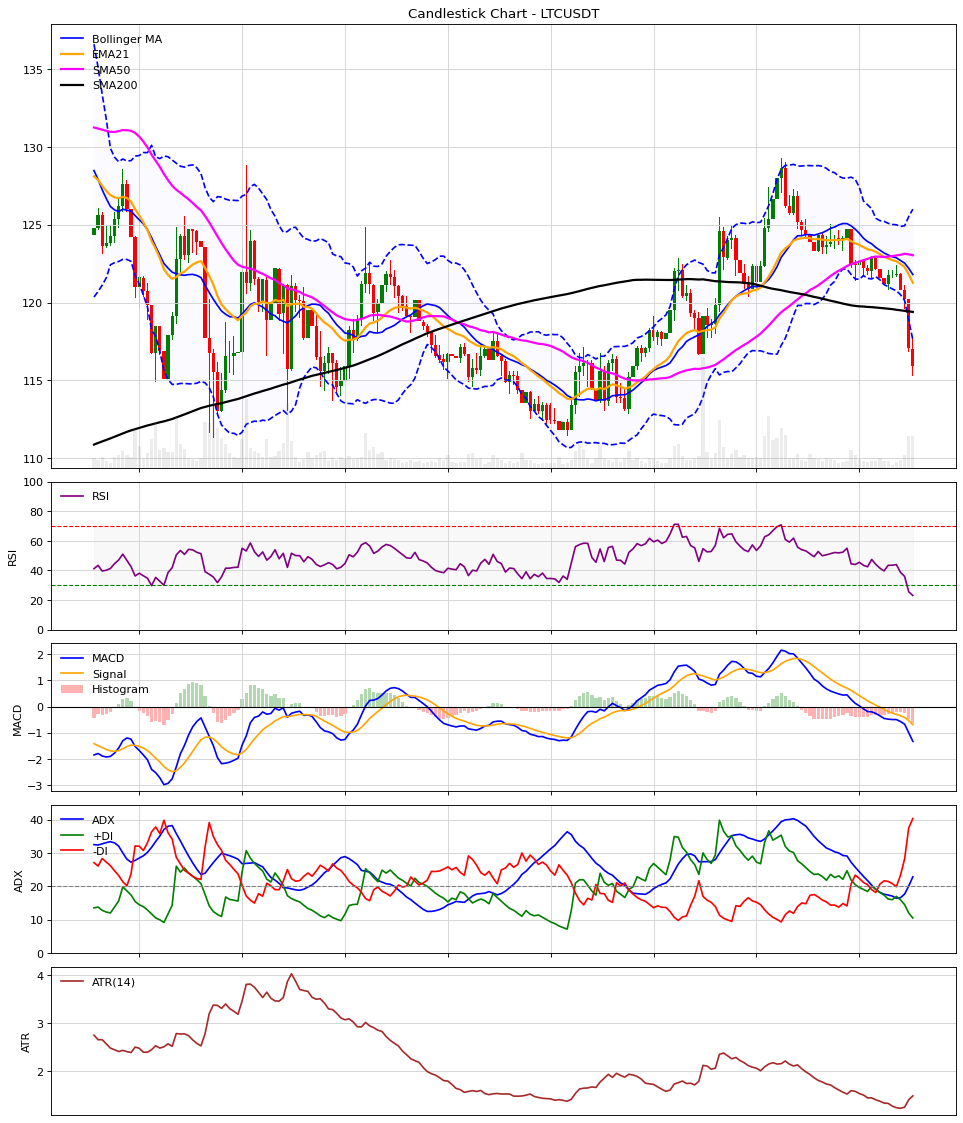 Candlestick Chart - LTCUSDT
Bollinger MA
EMA21
SMA50
SMA200
135
130
125
120
115
110
RSI
100
80
60
40
20
0
RSI
MACD
Signal
Histogram
2
1
0
−1
−2
−3
MACD
ADX
+DI
-DI
40
30
20
10
0
ADX
ATR(14)
4
3
2
ATR